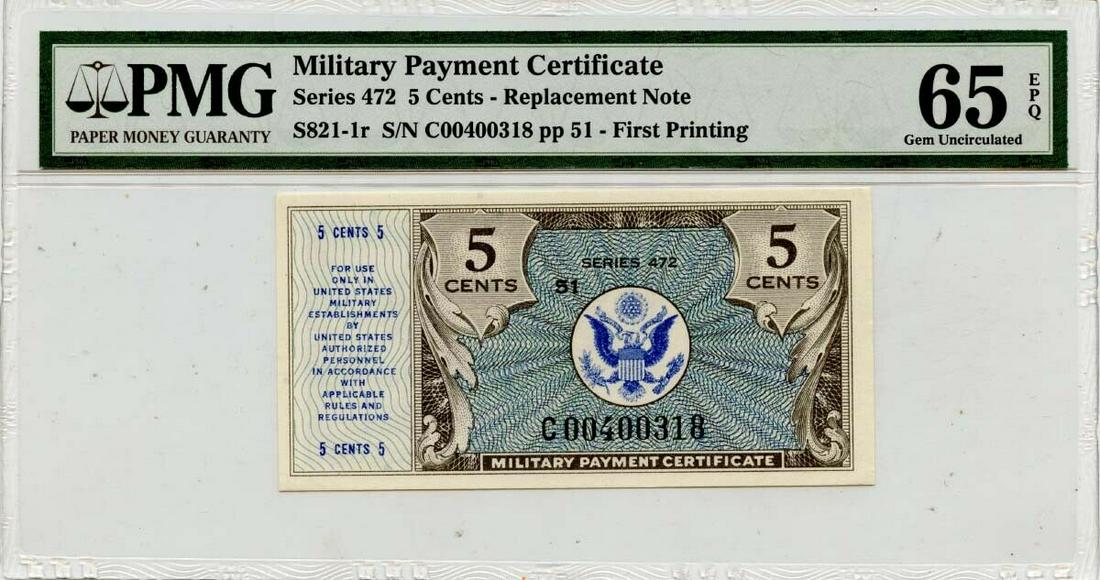 PMG
PAPER MONEY GUARANTY
Military Payment Certificate
Series 472 5 Cents - Replacement Note
S821-1r S/N C00400318 pp 51 - First Printing
65
EPQ
Gem Uncirculated
5 CENTS 5
FOR USE
ONLY IN
UNITED STATES
MILITARY
ESTABLISHMENTS
BY
UNITED STATES
AUTHORIZED
PERSONNEL
IN ACCORDANCE
WITH
APPLICABLE
RULES AND
REGULATIONS
5 CENTS 5
5
CENTS
SERIES 472
51
5
CENTS
C00400318
MILITARY PAYMENT CERTIFICATE